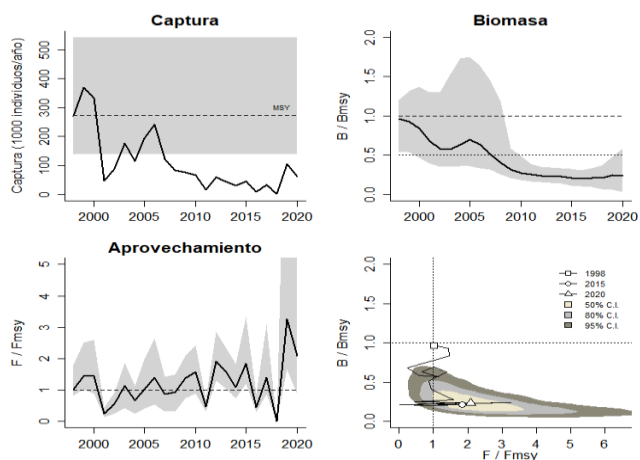 Captura
Captura (1000 individuos/año)
0 100 200 300 400 500
MSY
2000 2005 2010 2015 2020
Biomasa
B / Bmsy
0.0 0.5 1.0 1.5 2.0
2000 2005 2010 2015 2020
Aprovechamiento
F / Fmsy
0 1 2 3 4 5
2000 2005 2010 2015 2020
B / Bmsy
0.0 0.5 1.0 1.5 2.0
1998
2015
2020
50% C.I.
80% C.I.
95% C.I.
0 1 2 3 4 5 6
F / Fmsy